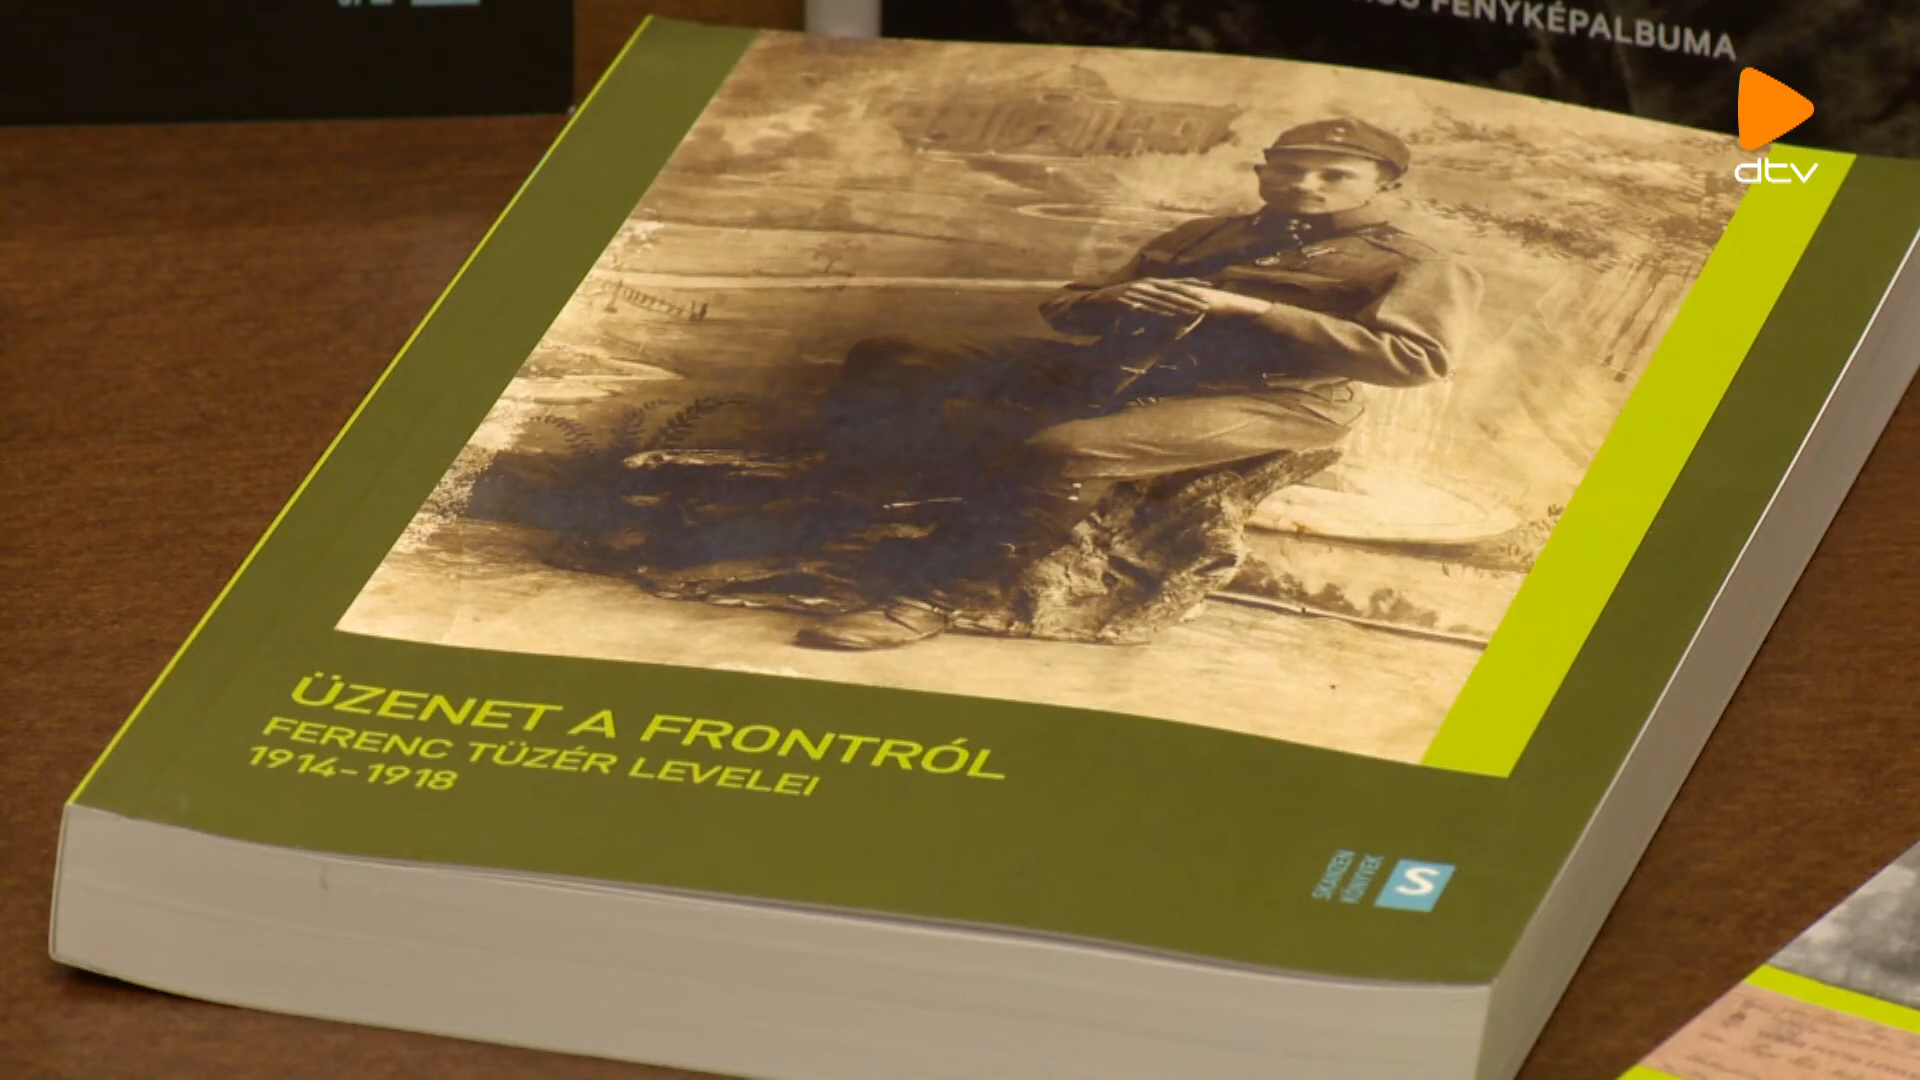 FÉNYKÉPALBUMA
dtv
ÜZENET A FRONTRÓL
FERENC TÜZÉR LEVELEI
1914–1918
SKANZEN
KÖNYVEK
S